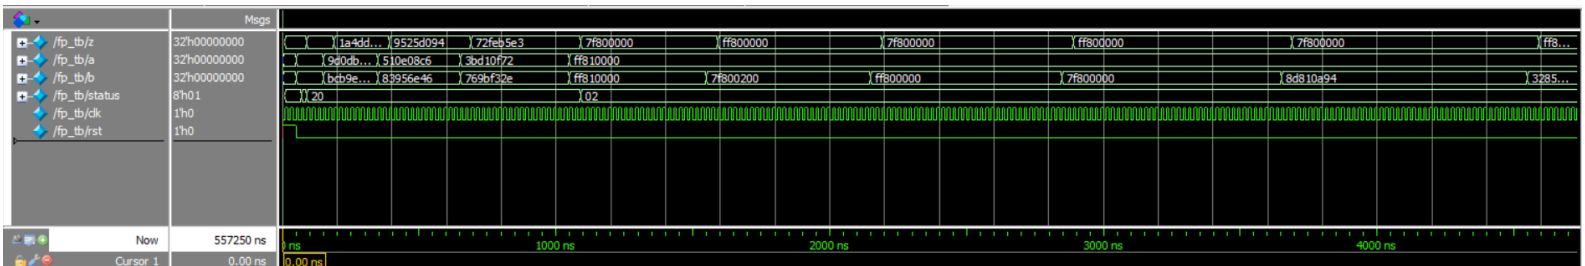 Msgs
/fp_tb/z 32'h00000000 1a4dd... 9525d094 72feb5e3 7f800000 ff800000 7f800000 ff800000 7f800000 ff8...
/fp_tb/a 32'h00000000 9d0db... 510e08c6 3bd10f72 ff810000
/fp_tb/b 32'h00000000 bcb9e... 83956e46 769bf32e ff810000 7f800200 ff800000 7f800000 8d810a94 3285...
/fp_tb/status 8'h01 20 02
/fp_tb/clk 1'h0
/fp_tb/rst 1'h0
Now 557250 ns ns 1000 ns 2000 ns 3000 ns 4000 ns
Cursor 1 0.00 ns 0.00 ns